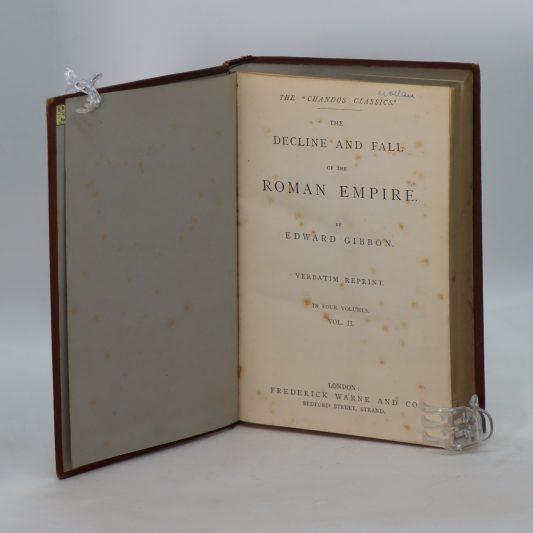 THE "CHANDOS CLASSICS."
THE
DECLINE AND FALL
OF THE
ROMAN EMPIRE.
BY
EDWARD GIBBON.
VERBATIM REPRINT.
IN FOUR VOLUMES.
VOL. II.
LONDON:
FREDERICK WARNE AND CO.
BEDFORD STREET, STRAND.